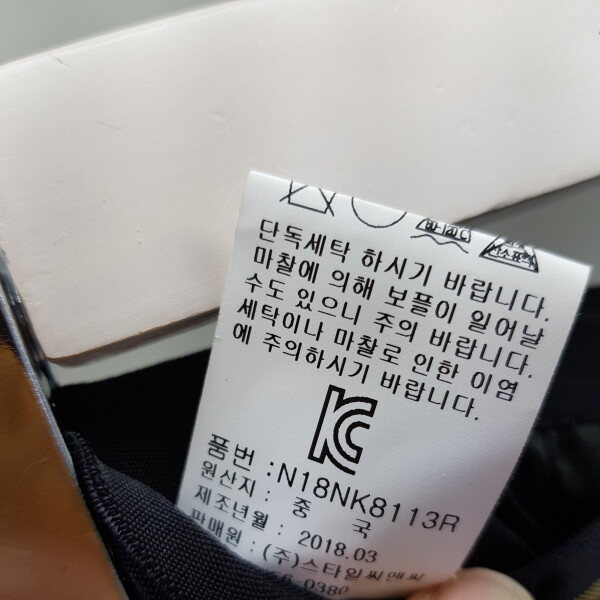 단독세탁 하시기 바랍니다.
마찰에 의해 보플이 일어날
수도 있으니 주의 바랍니다.
세탁이나 마찰로 인한 이염
에 주의하시기 바랍니다.
KC
품번 : N18NK8113R
원산지 : 중 국
제조년월 : 2018.03
판매원 : (주)스타일씨앤씨
6-0380